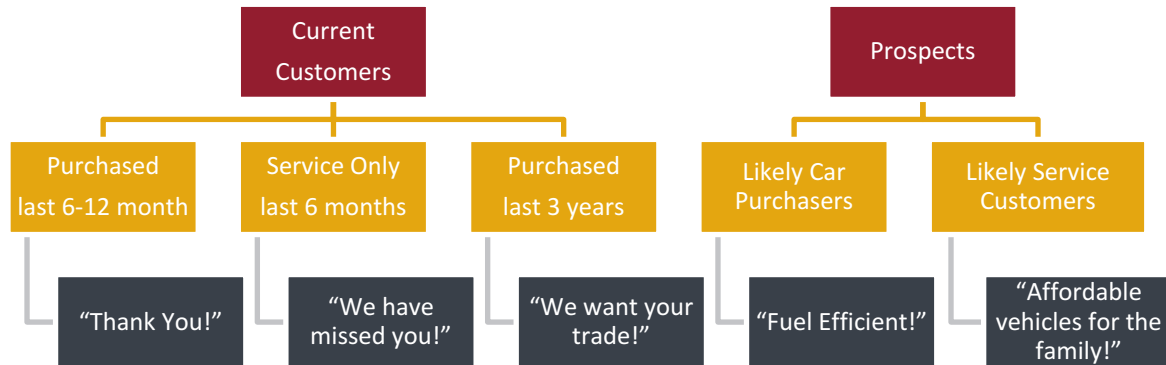 Current
Customers
Prospects
Purchased
last 6-12 month
Service Only
last 6 months
Purchased
last 3 years
Likely Car
Purchasers
Likely Service
Customers
“Thank You!”
“We have
missed you!”
“We want your
trade!”
“Fuel Efficient!”
“Affordable
vehicles for the
family!”